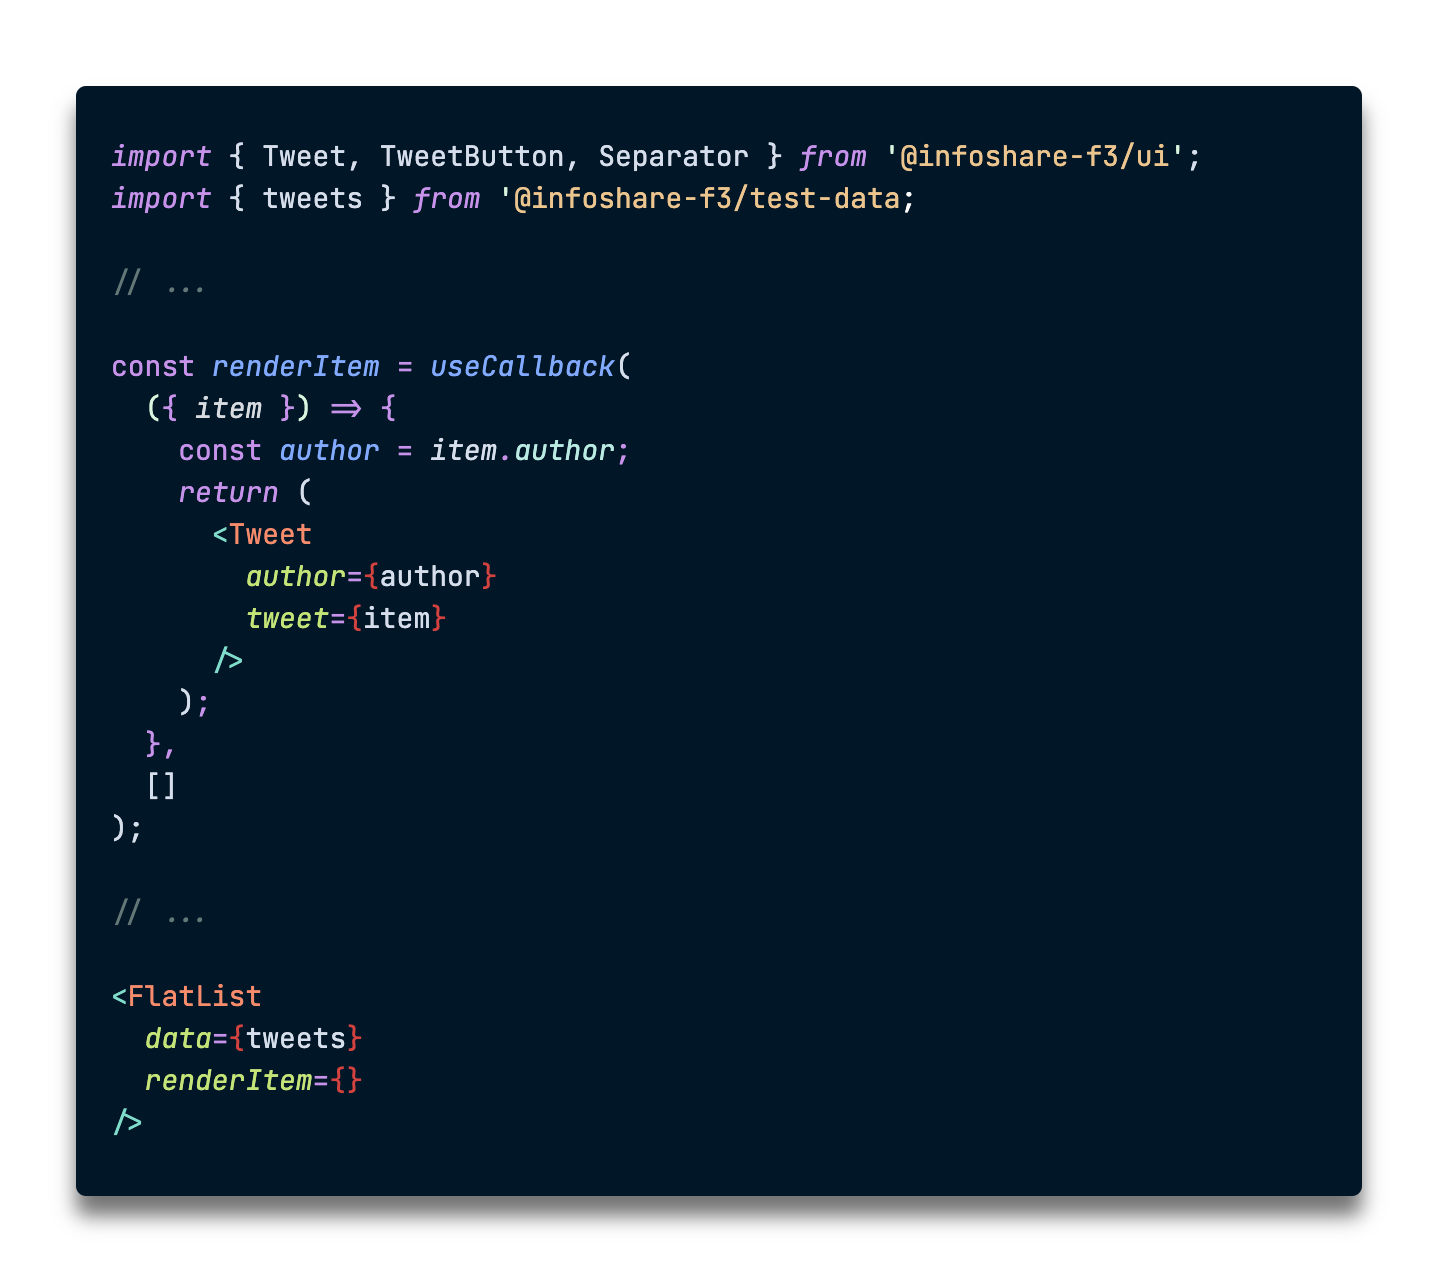 import { Tweet, TweetButton, Separator } from '@infoshare-f3/ui';
import { tweets } from '@infoshare-f3/test-data;

// ...

const renderItem = useCallback(
  ({ item }) => {
    const author = item.author;
    return (
      <Tweet
        author={author}
        tweet={item}
      />
    );
  },
  []
);

// ...

<FlatList
  data={tweets}
  renderItem={}
/>